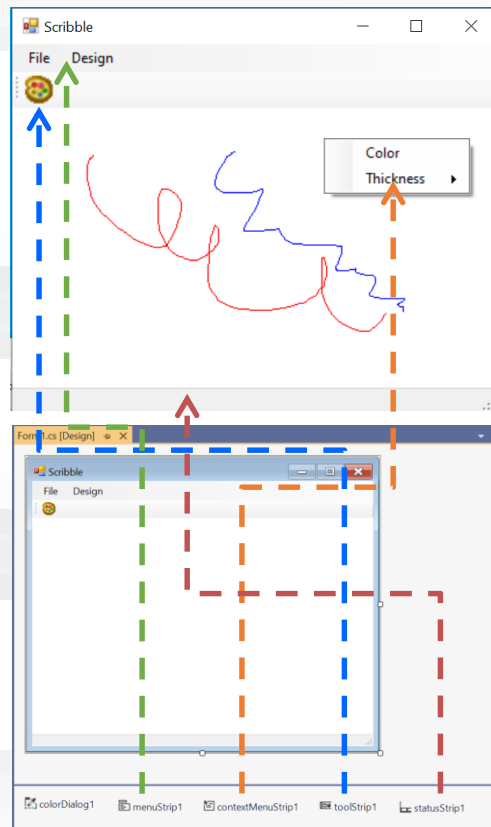 Scribble
File Design
Color
Thickness
Form1.cs [Design]
Scribble
File Design
colorDialog1 menuStrip1 contextMenuStrip1 toolStrip1 statusStrip1